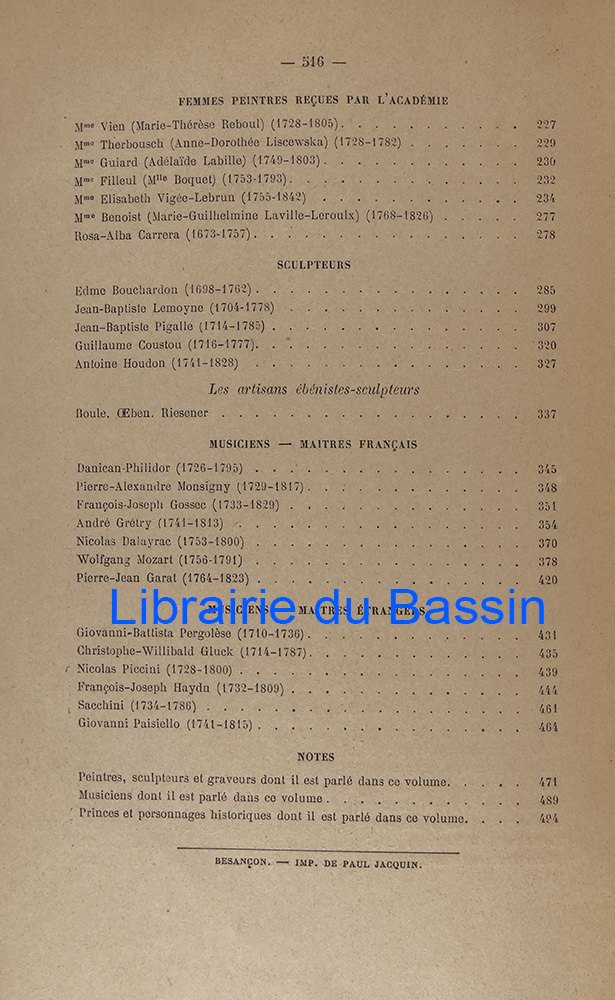 — 516 —
FEMMES PEINTRES REÇUES PAR L'ACADÉMIE
Mme Vien (Marie-Thérèse Reboul) (1728-1805). . . . . . . . . . 227
Mme Therbousch (Anne-Dorothée Liscewska) (1728-1782) . . . . . . 229
Mme Guiard (Adélaïde Labille) (1749-1803). . . . . . . . . . . 230
Mme Filleul (Mlle Boquet) (1753-1793). . . . . . . . . . . . . 232
Mme Elisabeth Vigée-Lebrun (1755-1842) . . . . . . . . . . . 234
Mme Benoist (Marie-Guilhelmine Laville-Leroulx) (1768-1826) . . . . . 277
Rosa-Alba Carrera (1673-1757). . . . . . . . . . . . . . . 278
SCULPTEURS
Edme Bouchardon (1698-1762) . . . . . . . . . . . . . . . 285
Jean-Baptiste Lemoyne (1704-1778) . . . . . . . . . . . . . 299
Jean-Baptiste Pigalle (1714-1785) . . . . . . . . . . . . . . 307
Guillaume Coustou (1716-1777). . . . . . . . . . . . . . . 320
Antoine Houdon (1741-1828) . . . . . . . . . . . . . . . 327
Les artisans ébénistes-sculpteurs
Boule. Œben. Riesener . . . . . . . . . . . . . . . . . 337
MUSICIENS — MAITRES FRANÇAIS
Danican-Philidor (1726-1795) . . . . . . . . . . . . . . . 345
Pierre-Alexandre Monsigny (1729-1817). . . . . . . . . . . . 348
François-Joseph Gossec (1733-1829) . . . . . . . . . . . . . 351
André Grétry (1741-1813) . . . . . . . . . . . . . . . . 354
Nicolas Dalayrac (1753-1800) . . . . . . . . . . . . . . . 370
Wolfgang Mozart (1756-1791) . . . . . . . . . . . . . . . 378
Pierre-Jean Garat (1764-1823) . . . . . . . . . . . . . . . 420
Librairie du Bassin
MUSICIENS — MAITRES ÉTRANGERS
Giovanni-Battista Pergolèse (1710-1736) . . . . . . . . . . . . 431
Christophe-Willibald Gluck (1714-1787). . . . . . . . . . . . 435
Nicolas Piccini (1728-1800) . . . . . . . . . . . . . . . . 439
François-Joseph Haydn (1732-1809) . . . . . . . . . . . . . 444
Sacchini (1734-1786) . . . . . . . . . . . . . . . . . . 461
Giovanni Paisiello (1741-1815) . . . . . . . . . . . . . . . 464
NOTES
Peintres, sculpteurs et graveurs dont il est parlé dans ce volume. . . . . 471
Musiciens dont il est parlé dans ce volume . . . . . . . . . . . 489
Princes et personnages historiques dont il est parlé dans ce volume. . . . 494
BESANÇON. — IMP. DE PAUL JACQUIN.